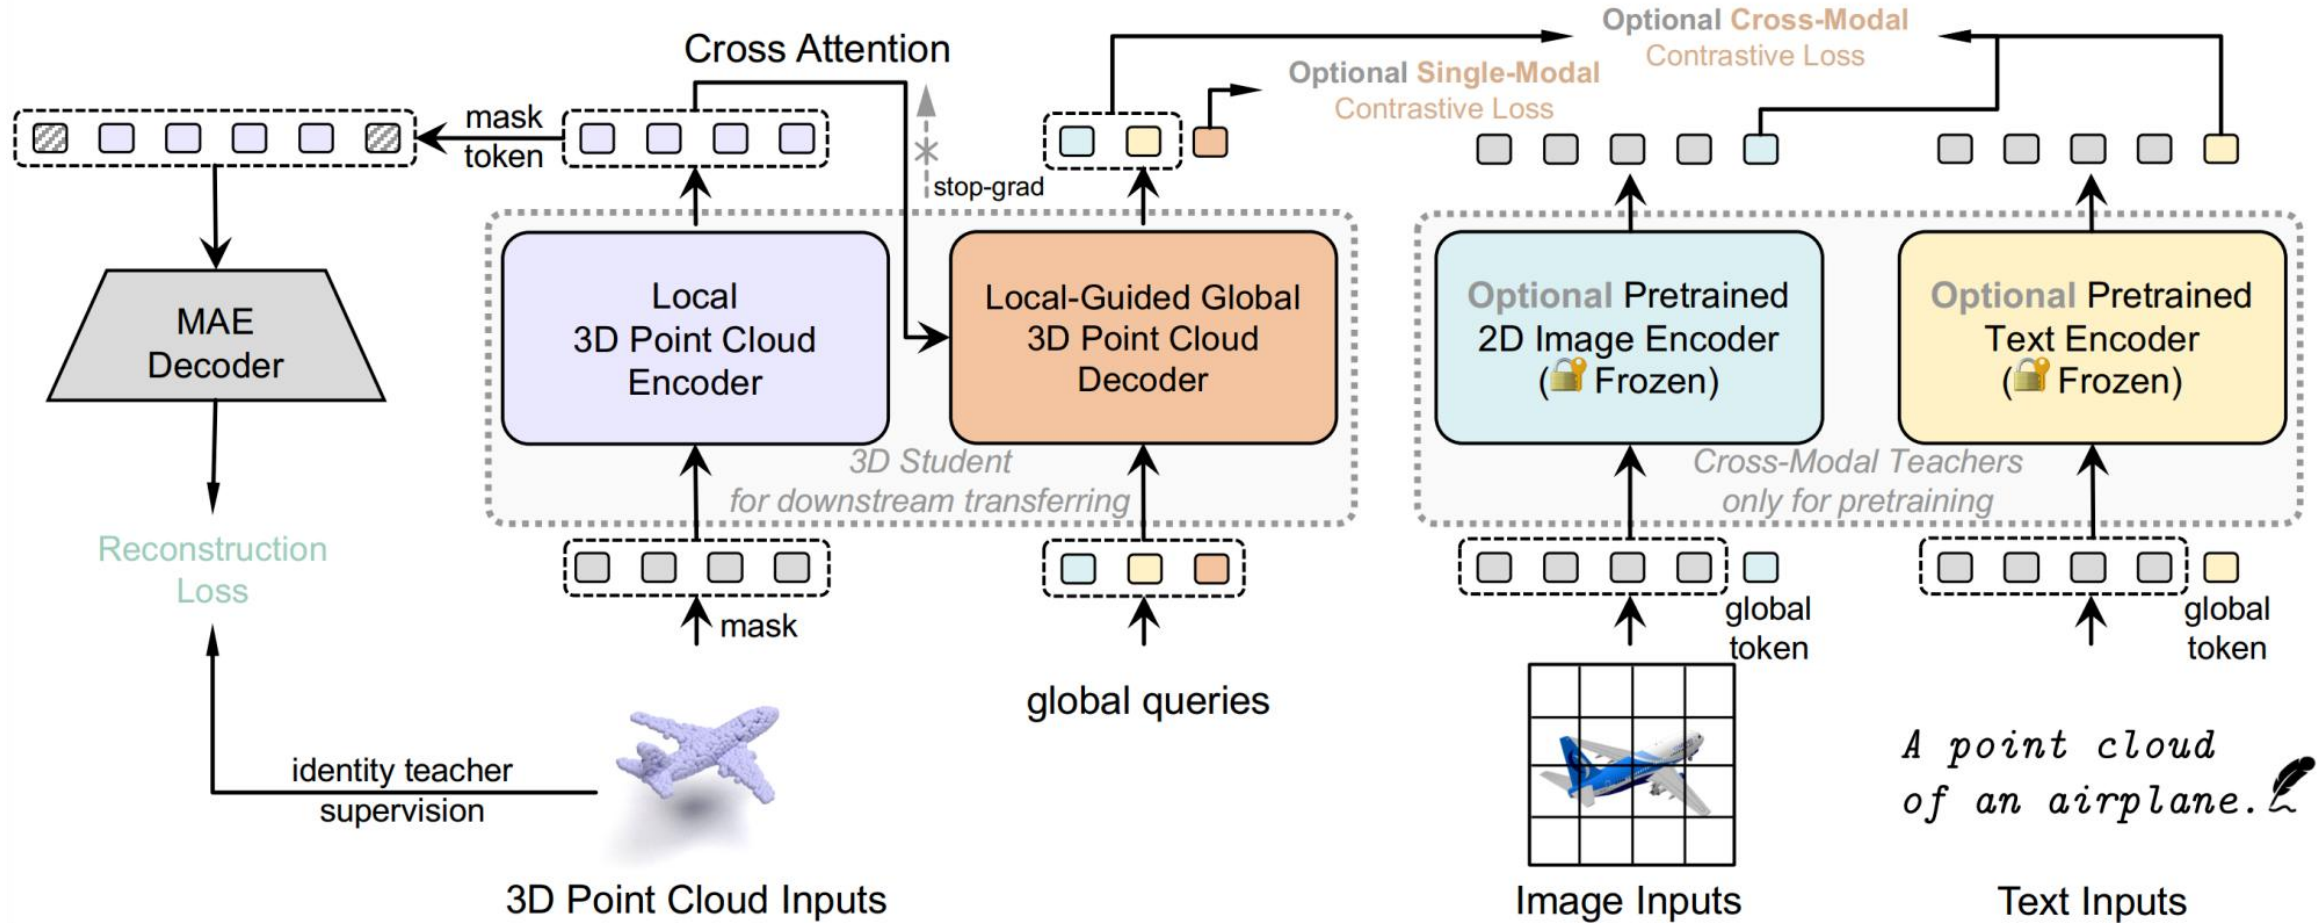 Cross Attention
mask
token
stop-grad
Optional Single-Modal
Contrastive Loss
Optional Cross-Modal
Contrastive Loss
MAE
Decoder
Local
3D Point Cloud
Encoder
Local-Guided Global
3D Point Cloud
Decoder
3D Student
for downstream transferring
Optional Pretrained
2D Image Encoder
(🔐 Frozen)
Optional Pretrained
Text Encoder
(🔐 Frozen)
Cross-Modal Teachers
only for pretraining
Reconstruction
Loss
mask
global queries
global
token
global
token
identity teacher
supervision
A point cloud
of an airplane.
3D Point Cloud Inputs
Image Inputs
Text Inputs